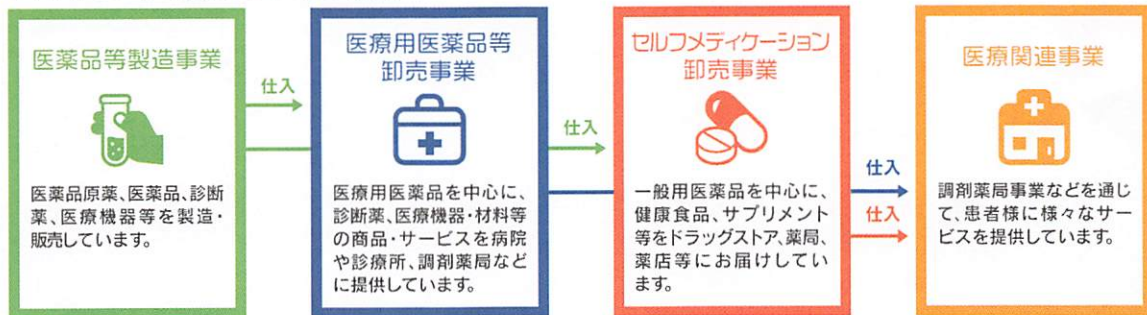 医薬品等製造事業
医薬品原薬、医薬品、診断
薬、医療機器等を製造・
販売しています。
仕入
医療用医薬品等
卸売事業
医療用医薬品を中心に、
診断薬、医療機器・材料等
の商品・サービスを病院
や診療所、調剤薬局など
に提供しています。
仕入
セルフメディケーション
卸売事業
一般用医薬品を中心に、
健康食品、サプリメント
等をドラッグストア、薬局、
薬店等にお届けしてい
ます。
仕入
仕入
医療関連事業
調剤薬局事業などを通じ
て、患者様に様々なサー
ビスを提供しています。